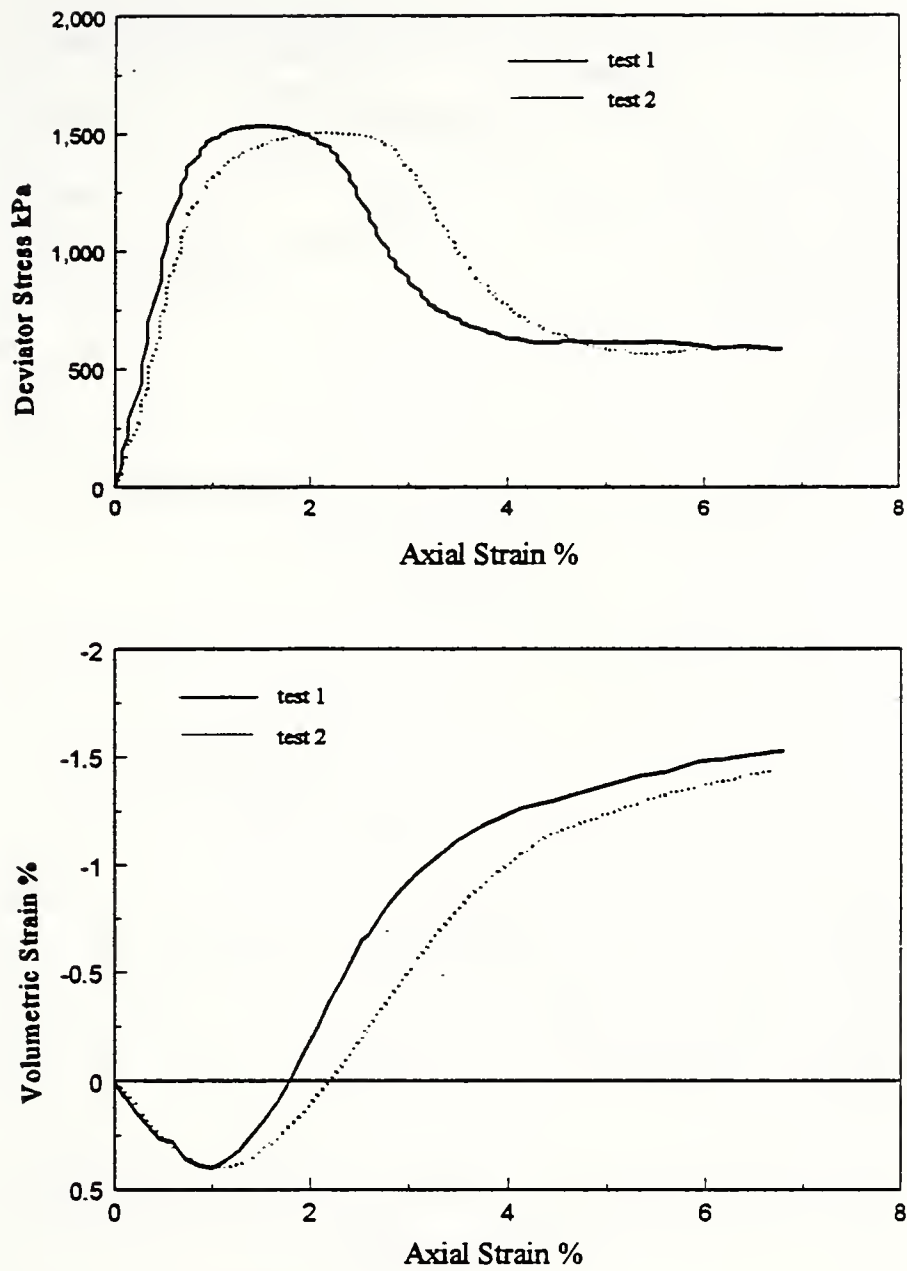 2,000
1,500
1,000
500
0
Deviator Stress kPa
test 1
test 2
0 2 4 6 8
Axial Strain %
-2
-1.5
-1
-0.5
0
0.5
Volumetric Strain %
test 1
test 2
0 2 4 6 8
Axial Strain %